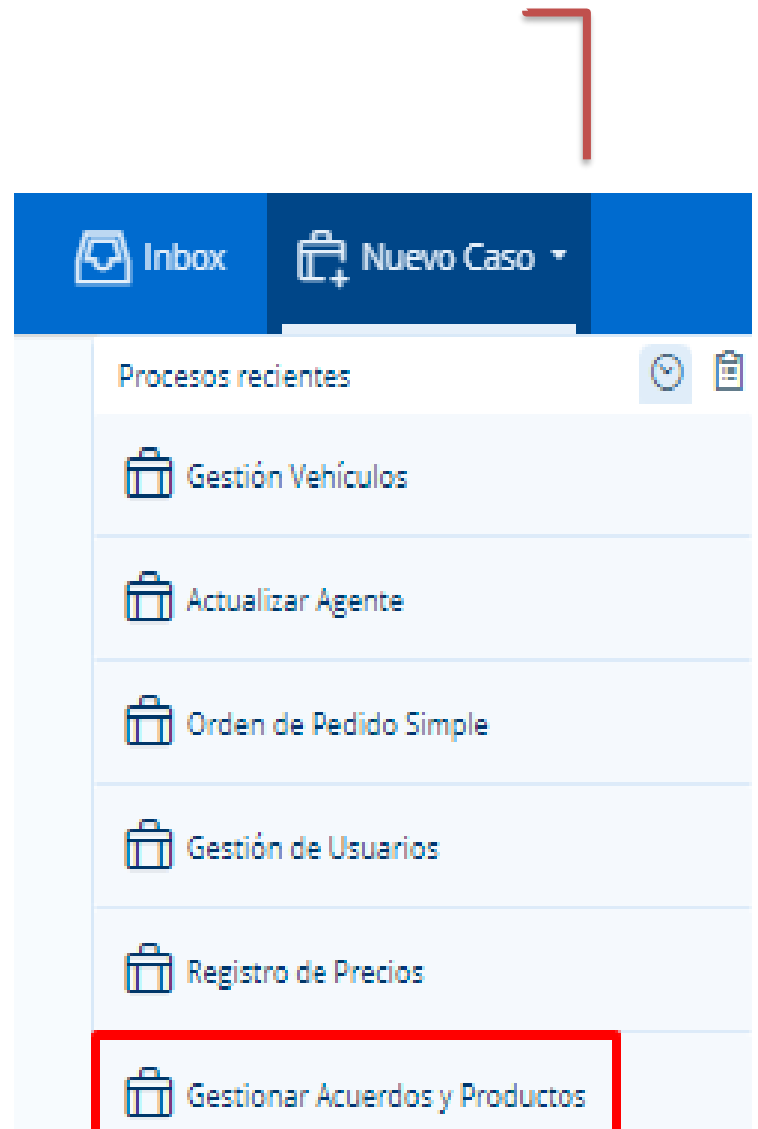 Inbox Nuevo Caso
Procesos recientes
Gestión Vehículos
Actualizar Agente
Orden de Pedido Simple
Gestión de Usuarios
Registro de Precios
Gestionar Acuerdos y Productos